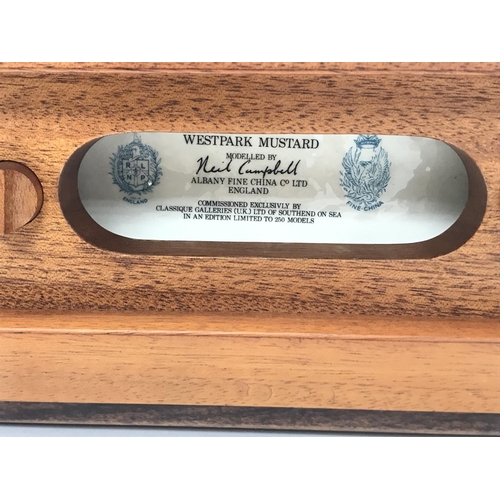 WESTPARK MUSTARD
MODELLED BY
Neil Campbell
ALBANY FINE CHINA Cº LTD
ENGLAND
COMMISSIONED EXCLUSIVLY BY
CLASSIQUE GALLERIES (U.K.) LTD OF SOUTHEND ON SEA
IN AN EDITION LIMITED TO 250 MODELS
ENGLAND
FINE-CHINA